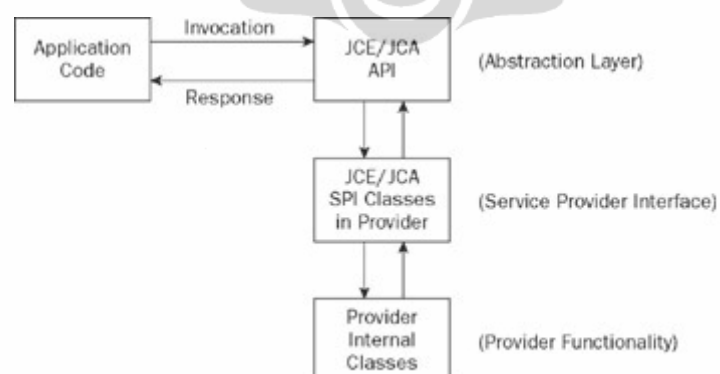 Invocation
Application
Code
JCE/JCA
API
(Abstraction Layer)
Response
JCE/JCA
SPI Classes
in Provider
(Service Provider Interface)
Provider
Internal
Classes
(Provider Functionality)